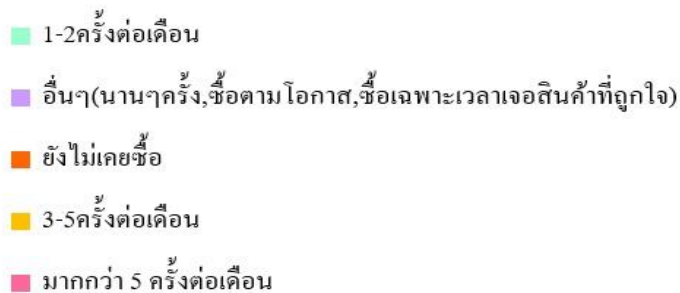 1-2ครั้งต่อเดือน
อื่นๆ(นานๆครั้ง,ซื้อตามโอกาส,ซื้อเฉพาะเวลาเจอสินค้าที่ถูกใจ)
ยังไม่เคยซื้อ
3-5ครั้งต่อเดือน
มากกว่า 5 ครั้งต่อเดือน